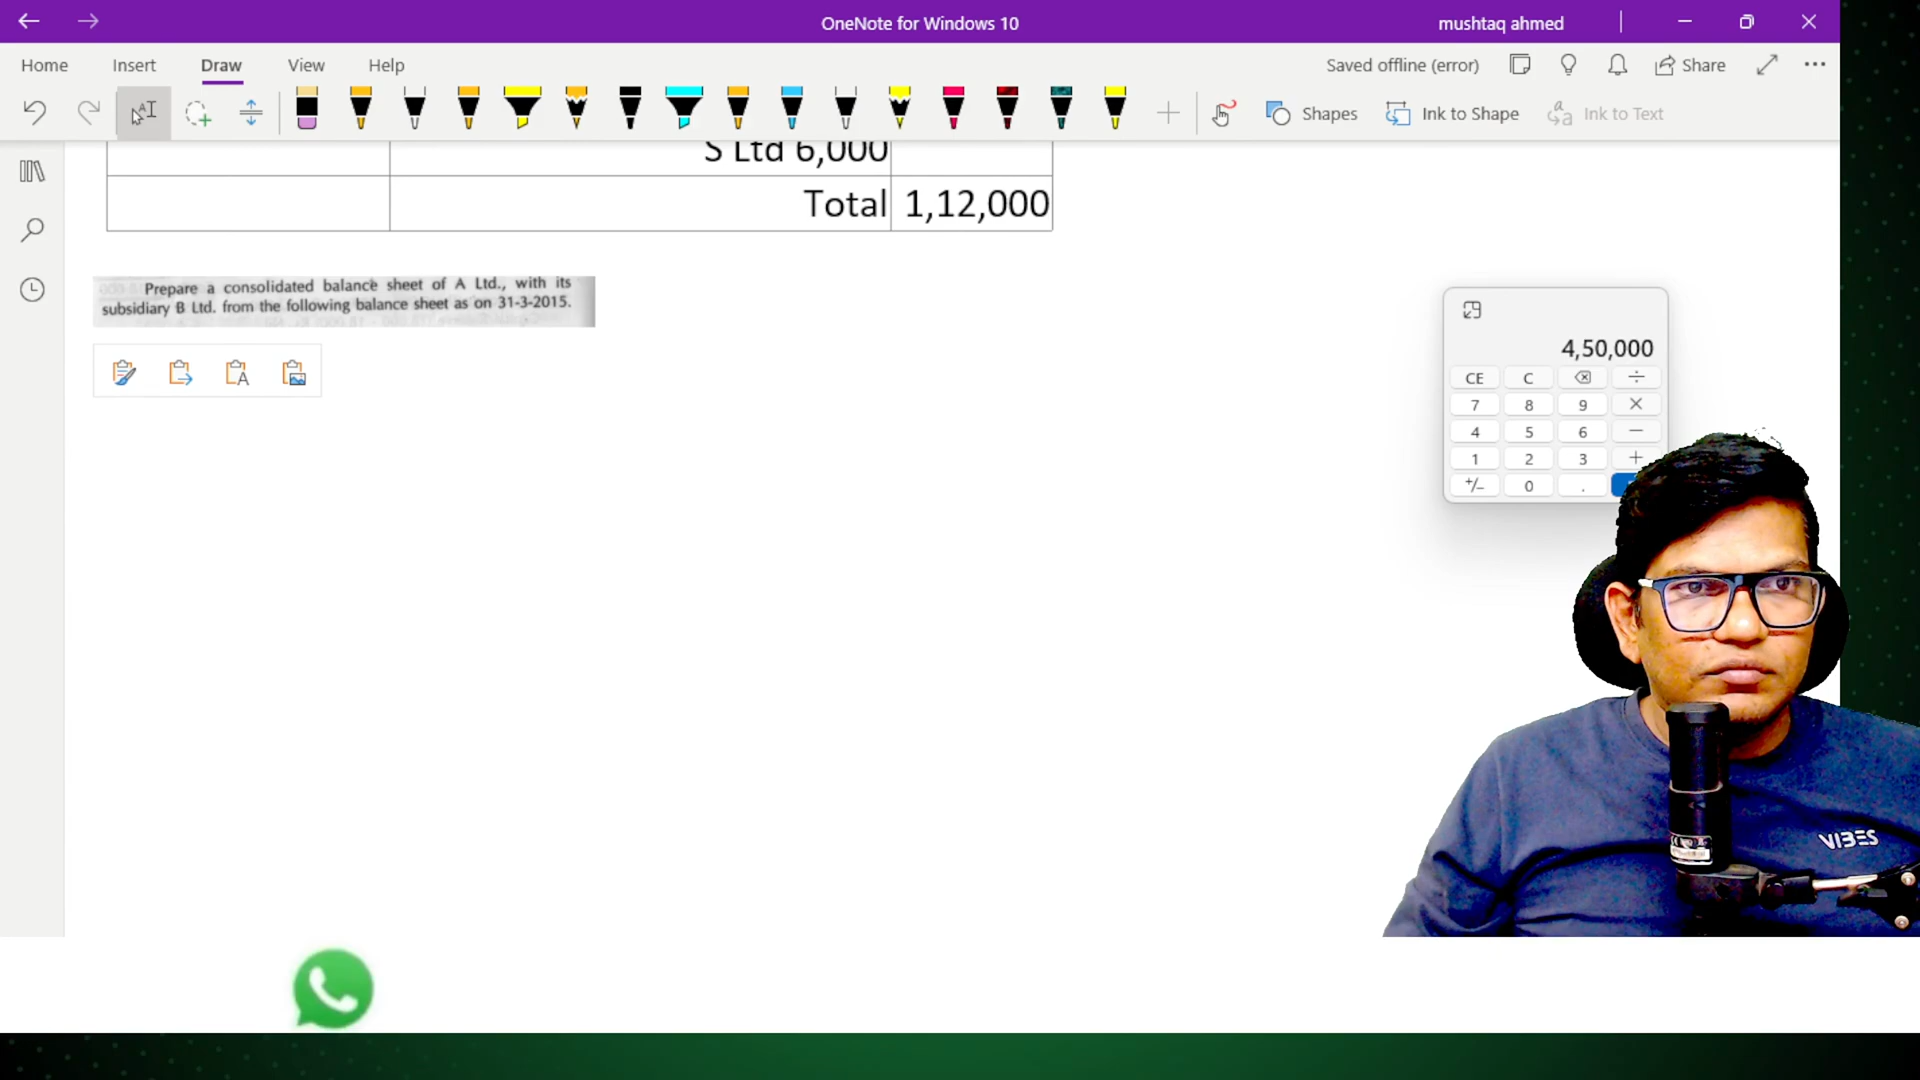 OneNote for Windows 10
mushtaq ahmed
Home Insert Draw View Help
Saved offline (error)
Share
Shapes
Ink to Shape
Ink to Text
S Ltd 6,000
Total 1,12,000
Prepare a consolidated balance sheet of A Ltd., with its
subsidiary B Ltd. from the following balance sheet as on 31-3-2015.
4,50,000
CE C ÷
7 8 9 ×
4 5 6 −
1 2 3 +
+/− 0 .
VIBES